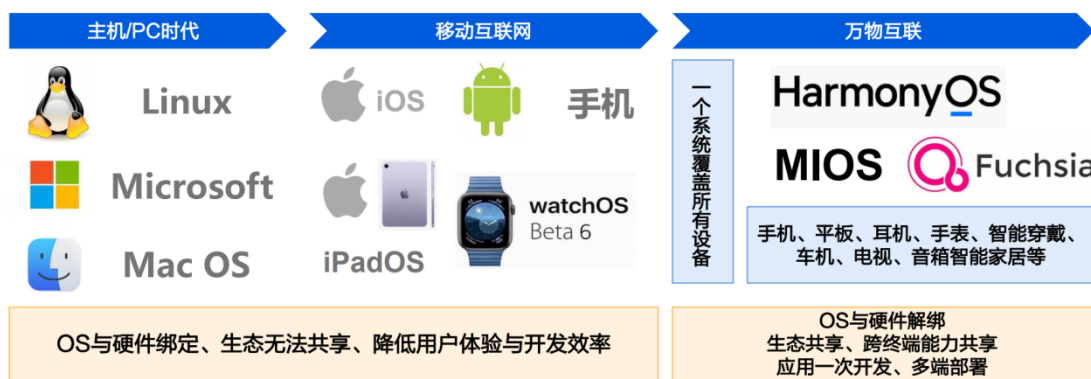 主机/PC时代
移动互联网
万物互联
Linux
Microsoft
Mac OS
iOS
手机
iPadOS
watchOS
Beta 6
一个系统覆盖所有设备
HarmonyOS
MIOS
Fuchsia
手机、平板、耳机、手表、智能穿戴、
车机、电视、音箱智能家居等
OS与硬件绑定、生态无法共享、降低用户体验与开发效率
OS与硬件解绑
生态共享、跨终端能力共享
应用一次开发、多端部署